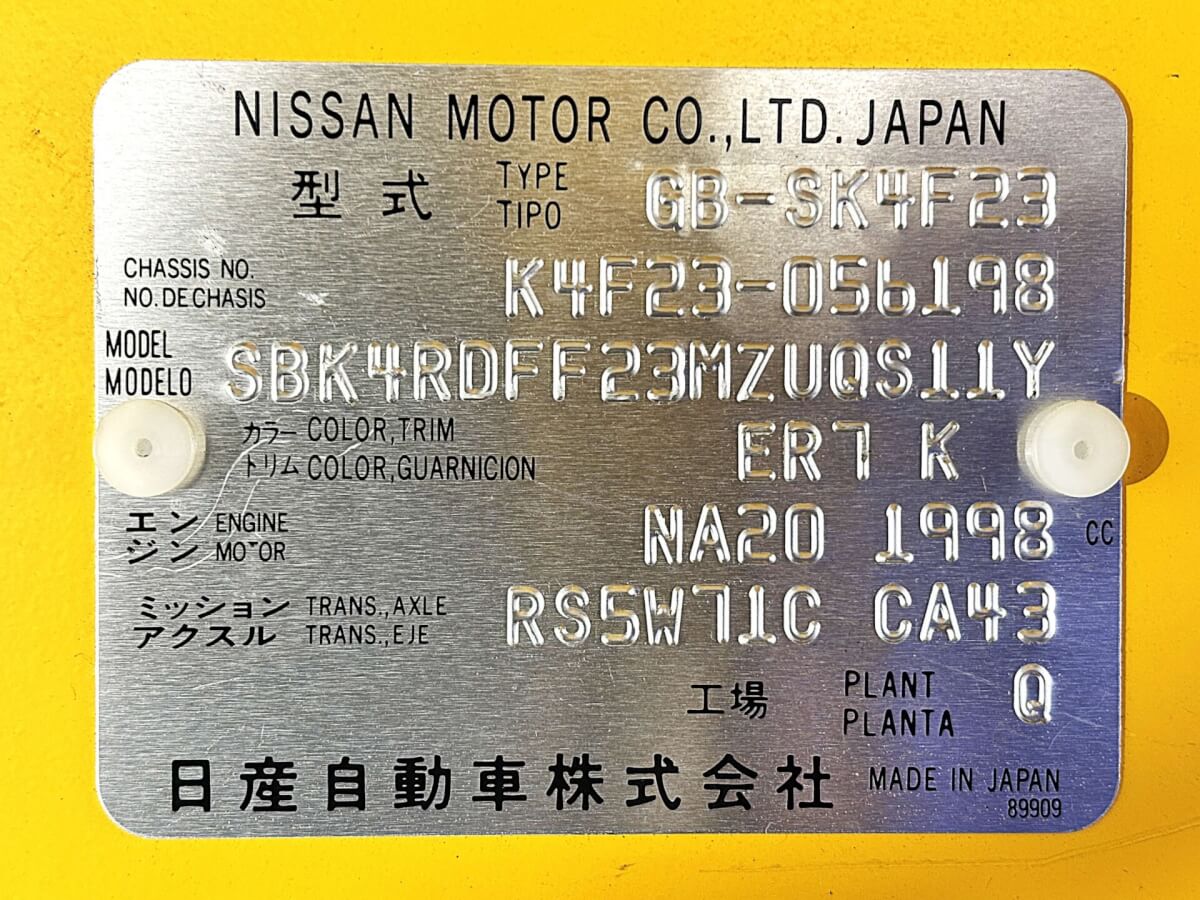 NISSAN MOTOR CO.,LTD.JAPAN
型式 TYPE TIPO GB-SK4F23
CHASSIS NO.
NO.DE CHASIS K4F23-056198
MODEL
MODELO SBK4RDFF23MZUQS11Y
カラー COLOR,TRIM
トリム COLOR,GUARNICION ER7 K
エン ENGINE
ジン MOTOR NA20 1998 CC
ミッション TRANS.,AXLE
アクスル TRANS.,EJE RS5W71C CA43
工場 PLANT PLANTA Q
日産自動車株式会社 MADE IN JAPAN
89909